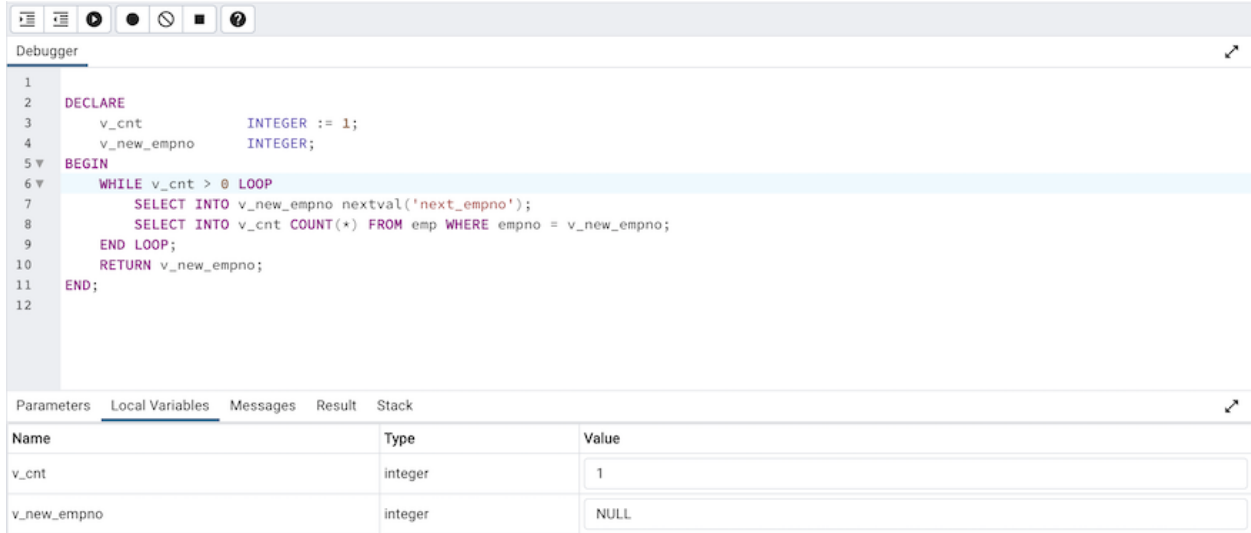 Debugger
1
2 DECLARE
3 v_cnt INTEGER := 1;
4 v_new_empno INTEGER;
5 BEGIN
6 WHILE v_cnt > 0 LOOP
7 SELECT INTO v_new_empno nextval('next_empno');
8 SELECT INTO v_cnt COUNT(*) FROM emp WHERE empno = v_new_empno;
9 END LOOP;
10 RETURN v_new_empno;
11 END;
12
Parameters Local Variables Messages Result Stack
Name Type Value
v_cnt integer 1
v_new_empno integer NULL